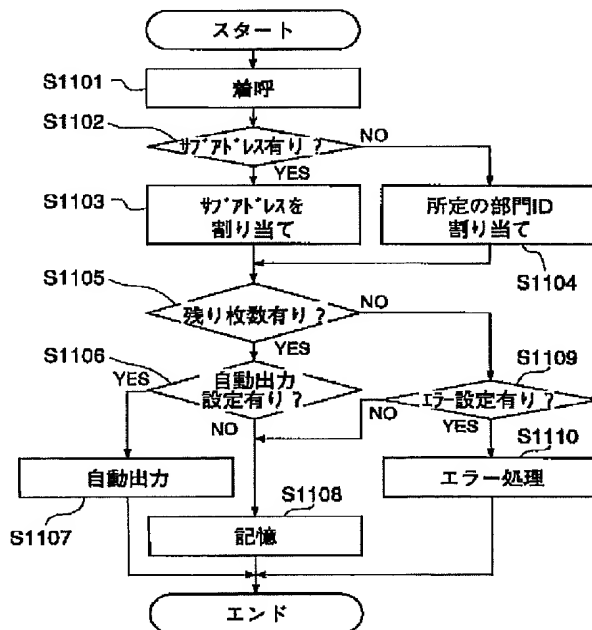 スタート
S1101
着呼
S1102
ｻﾌﾞｱﾄﾞﾚｽ有り？
NO
YES
S1103
ｻﾌﾞｱﾄﾞﾚｽを
割り当て
所定の部門ID
割り当て
S1104
S1105
残り枚数有り？
NO
YES
S1106
YES
自動出力
設定有り？
NO
S1109
ｴﾗｰ設定有り？
NO
YES
S1110
自動出力
S1107
エラー処理
S1108
記憶
エンド